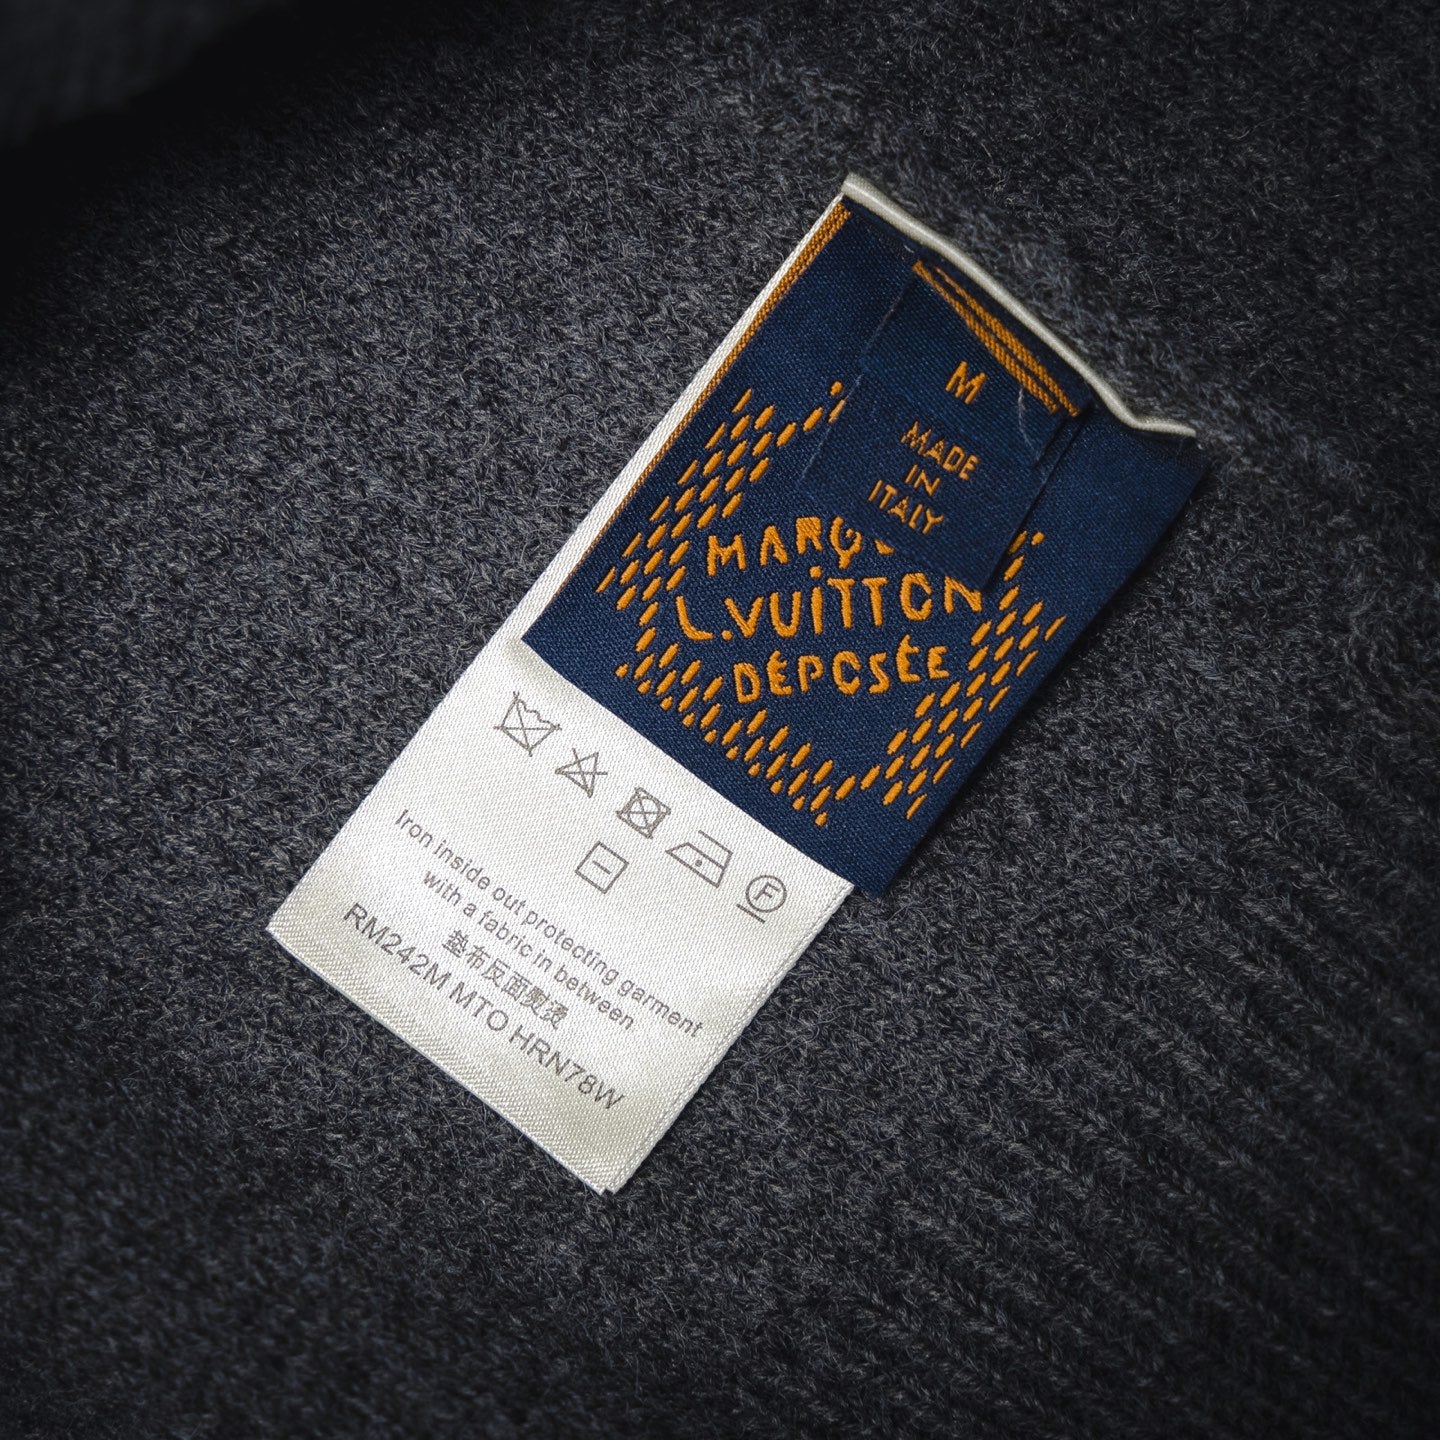 M
MADE
IN
ITALY
L.VUITTON
DÉPOSÉE
F
Iron inside out protecting garment
with a fabric in between
垫布反面熨烫
RM242M MTO HRN78W